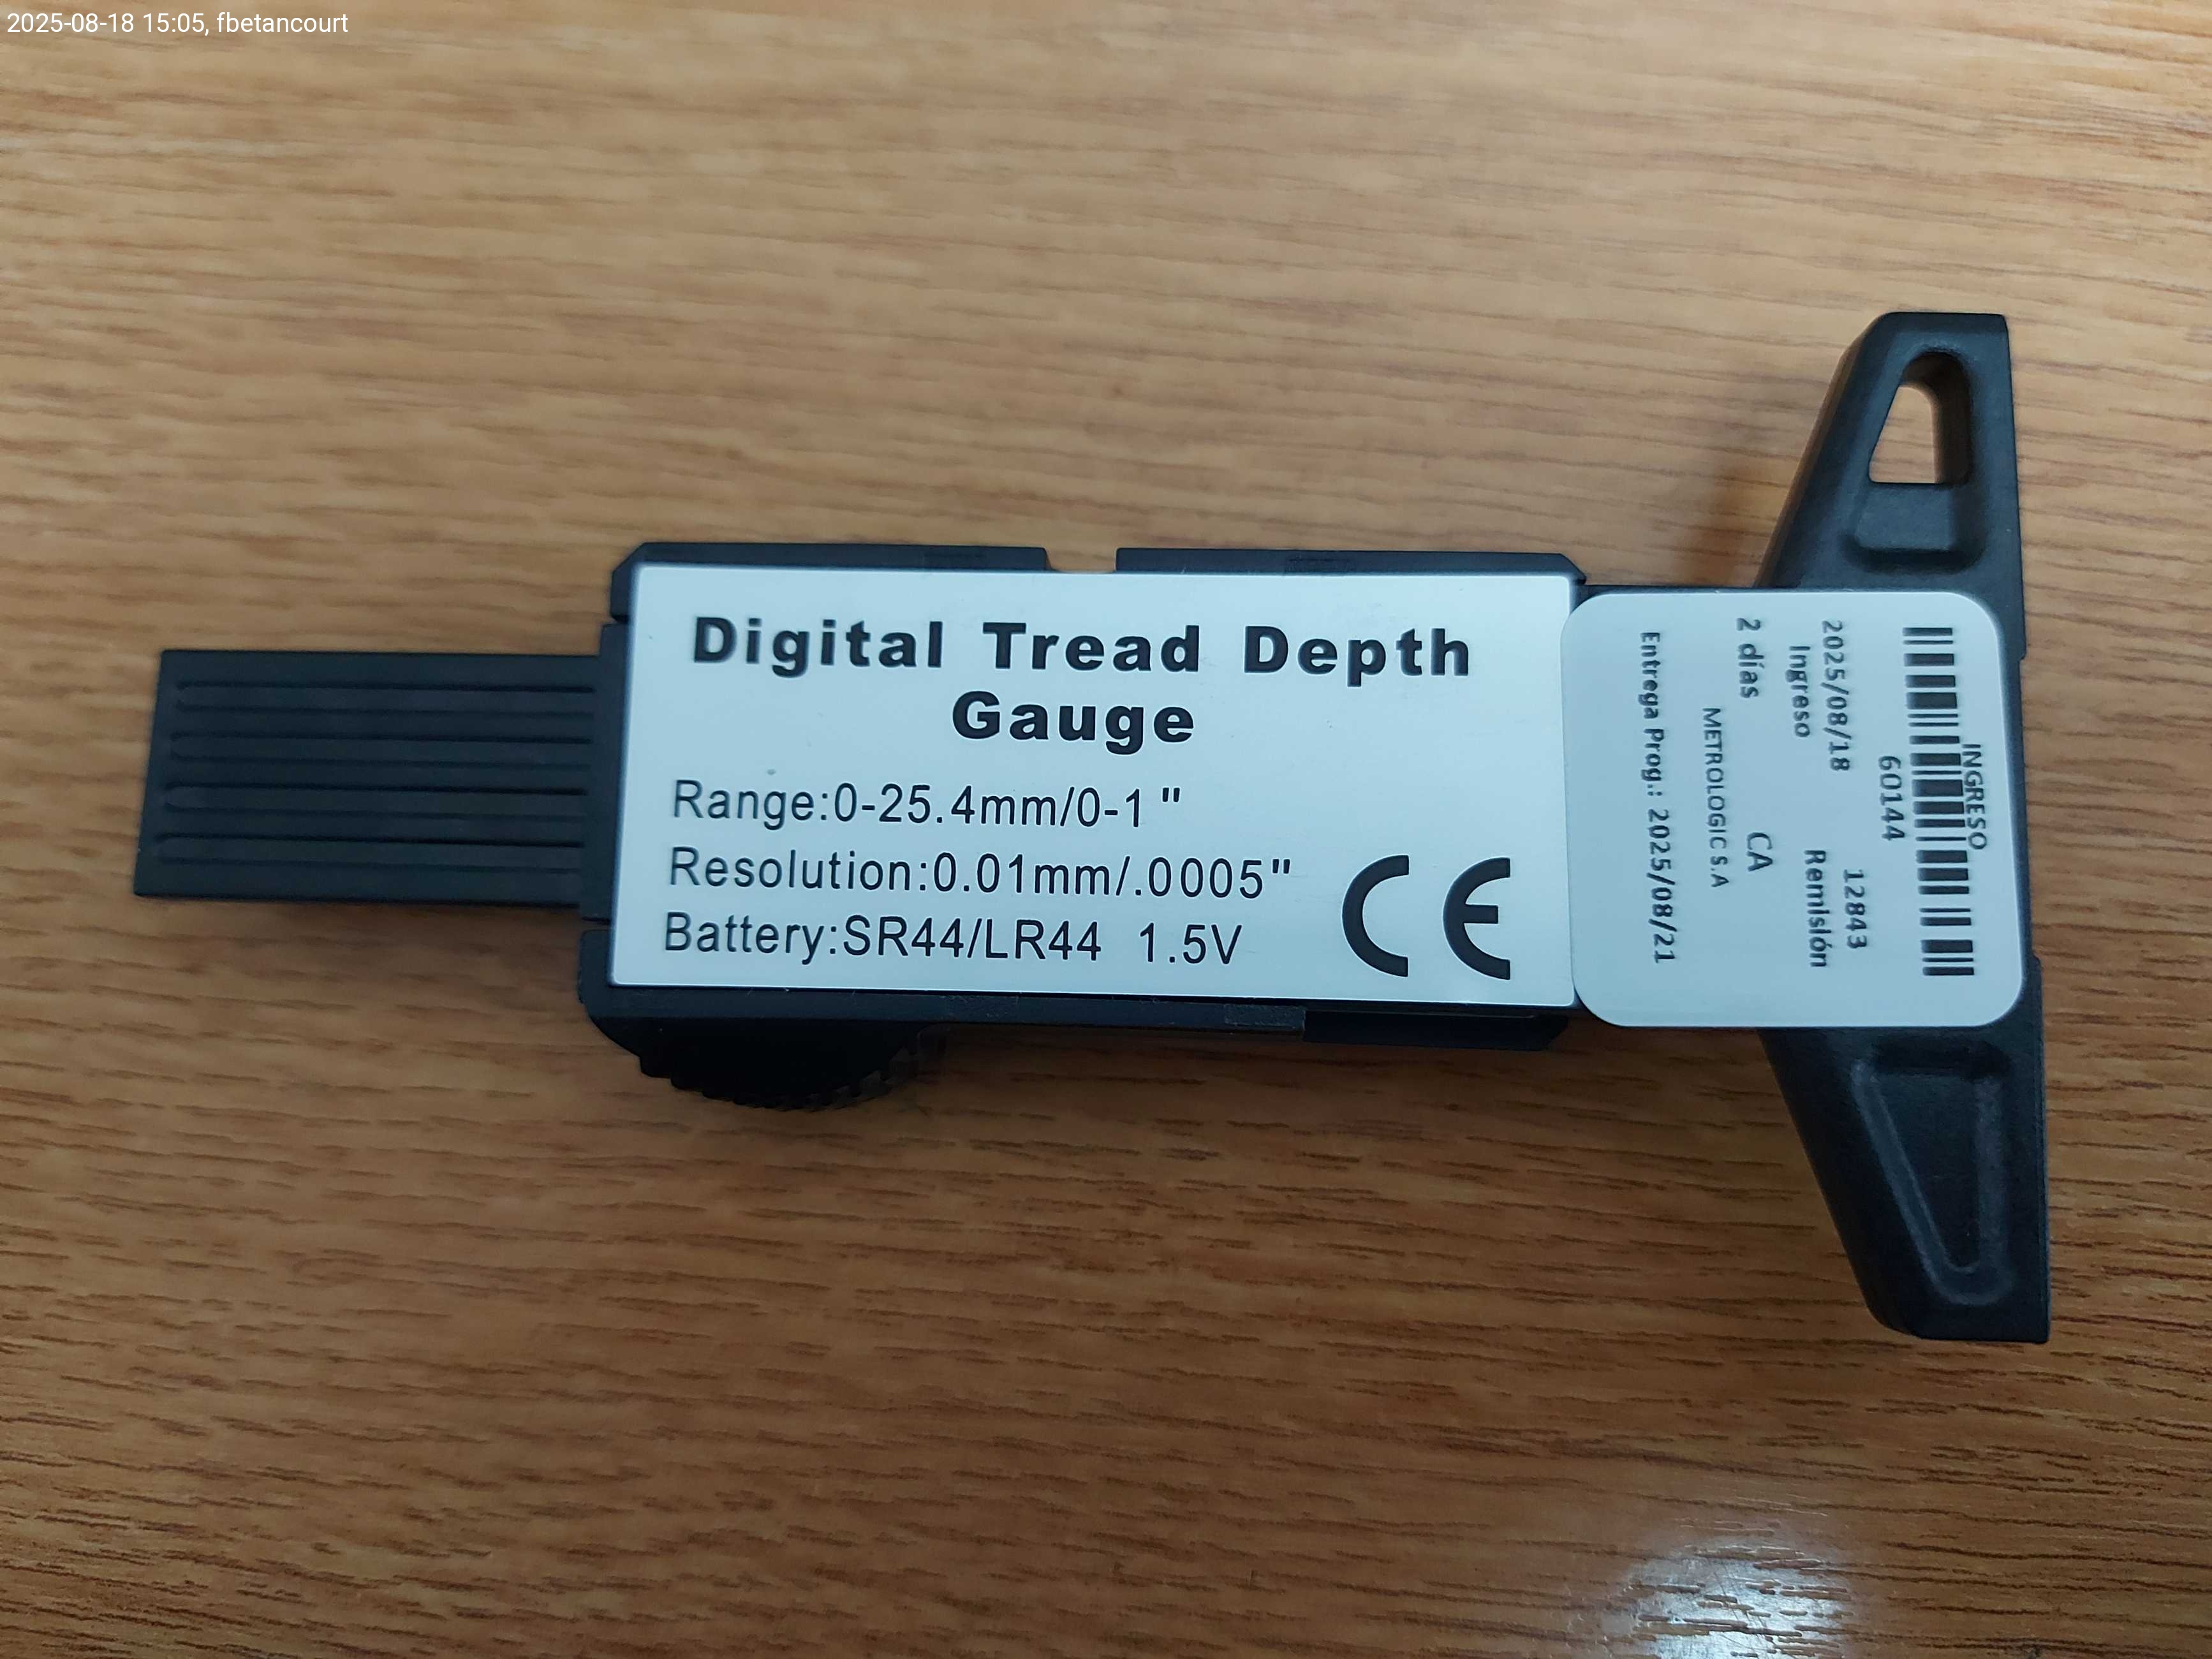 2025-08-18 15:05, fbetancourt
Digital Tread Depth
Gauge
Range:0-25.4mm/0-1 "
Resolution:0.01mm/.0005"
Battery:SR44/LR44 1.5V
CE
INGRESO
60144
2025/08/18 12843
Ingreso Remisión
2 días CA
METROLOGIC S.A
Entrega Prog.: 2025/08/21